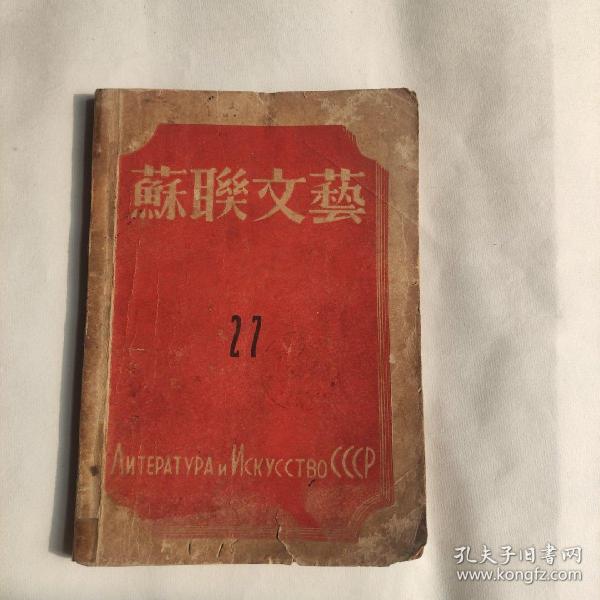 蘇聯文藝
27
ЛИТЕРАТУРА и ИСКУССТВО СССР
孔夫子旧书网
www.kongfz.com